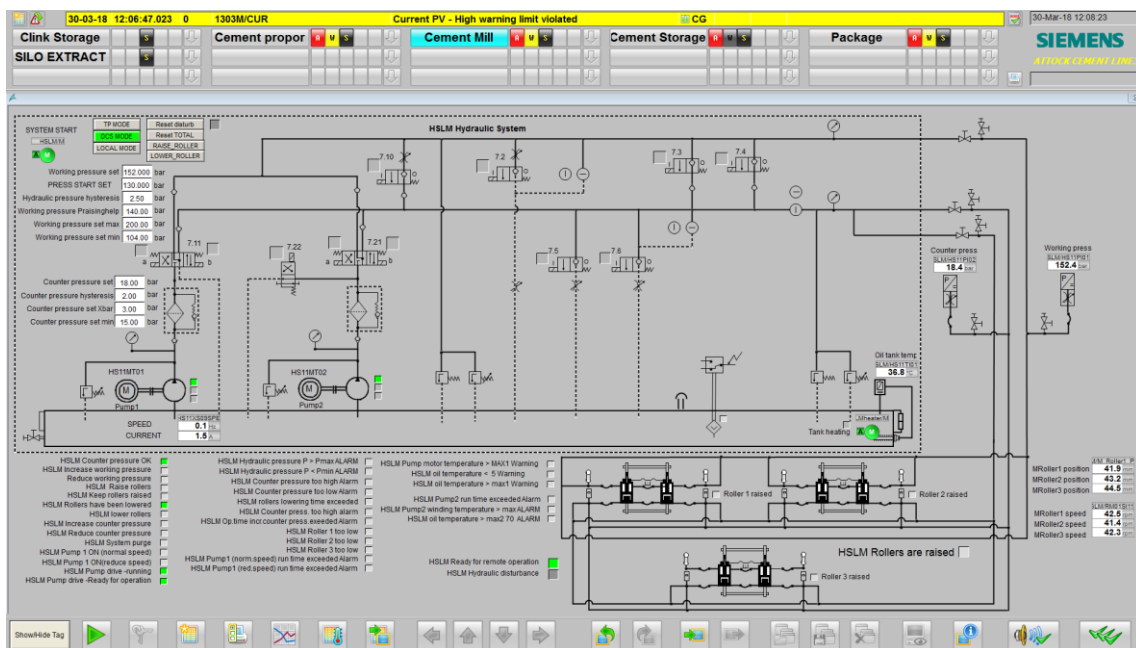 30-03-18 12:06:47.023 0 1303M/CUR Current PV - High warning limit violated CG
30-Mar-18 12:08:23
Clink Storage S Cement propor A W S Cement Mill A W S Cement Storage A W S Package A W S
SILO EXTRACT S
SIEMENS
ATTOCK CEMENT LINE
SYSTEM START
HSLM/M
A M
TP MODE
DCS MODE
LOCAL MODE
Reset disturb
Reset TOTAL
RAISE_ROLLER
LOWER_ROLLER
HSLM Hydraulic System
Working pressure set 152.000 bar
PRESS START SET 130.000 bar
Hydraulic pressure hysteresis 2.50 bar
Working pressure Praisinghelp 140.00 bar
Working pressure set max 200.00 bar
Working pressure set min 104.00 bar
7.10
7.2
7.3
7.4
7.11
a b
7.22
7.21
a b
7.5
7.6
Counter pressure set 18.00 bar
Counter pressure hysteresis 2.00 bar
Counter pressure set Xbar 3.00 bar
Counter pressure set min 15.00 bar
Counter press
SLM/HS11PI02
18.4 bar
Working press
SLM/HS11PI01
152.4 bar
HS11MT01
M
Pump1
HS11MT02
M
Pump2
Oil tank temp
SLM/HS11TI01
36.8 °C
SPEED 0.1 Hz
CURRENT 1.5 A
Mheater/M
Tank heating A M
HSLM Counter pressure OK
HSLM Increase working pressure
Reduce working pressure
HSLM Raise rollers
HSLM Keep rollers raised
HSLM Rollers have been lowered
HSLM lower rollers
HSLM Increase counter pressure
HSLM Reduce counter pressure
HSLM System purge
HSLM Pump 1 ON (normal speed)
HSLM Pump 1 ON(reduce speed)
HSLM Pump drive -running
HSLM Pump drive -Ready for operation
HSLM Hydraulic pressure P > Pmax ALARM
HSLM Hydraulic pressure P < Pmin ALARM
HSLM Counter pressure too high Alarm
HSLM Counter pressure too low Alarm
HSLM rollers lowering time exceeded
HSLM Counter press. too high alarm
HSLM Op.time incr.counter press.exeeded Alarm
HSLM Roller 1 too low
HSLM Roller 2 too low
HSLM Roller 3 too low
HSLM Pump1 (norm.speed) run time exceeded Alarm
HSLM Pump1 (red.speed) run time exceeded Alarm
HSLM Pump motor temperature > MAX1 Warning
HSLM oil temperature < 5 Warning
HSLM oil temperature > max1 Warning
HSLM Pump2 run time exceeded Alarm
HSLM Pump2 winding temperature > max ALARM
HSLM oil temperature > max2 70 ALARM
HSLM Ready for remote operation
HSLM Hydraulic disturbance
Roller 1 raised
Roller 2 raised
Roller 3 raised
HSLM Rollers are raised
MRoller1 position 41.9 mm
MRoller2 position 43.2 mm
MRoller3 position 44.5 mm
MRoller1 speed 42.5 rpm
MRoller2 speed 41.4 rpm
MRoller3 speed 42.3 rpm
Show/Hide Tag